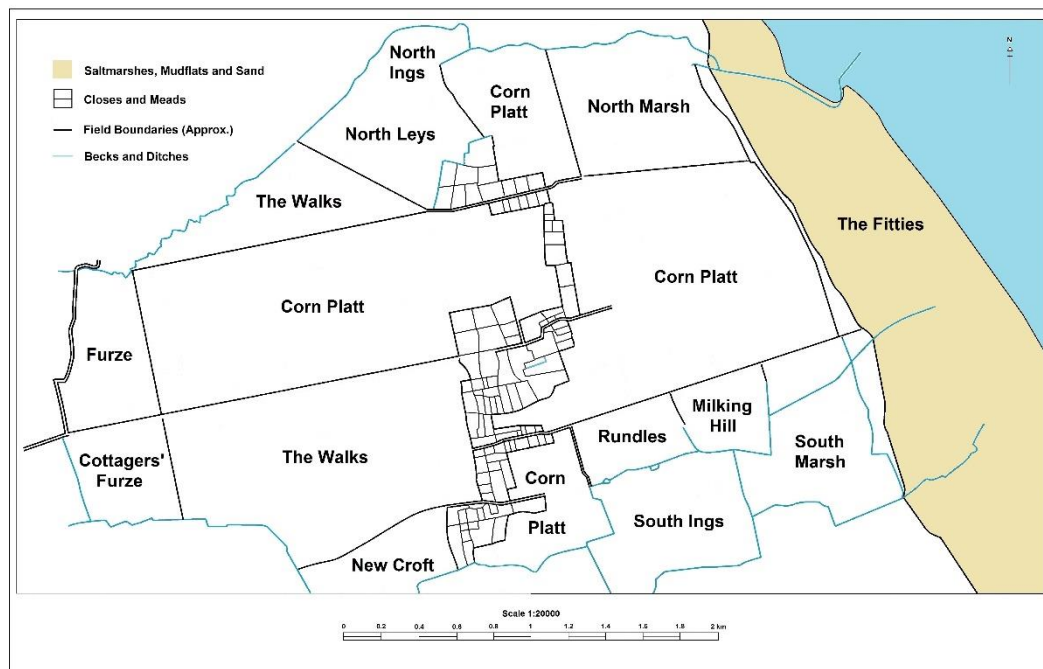 N
Saltmarshes, Mudflats and Sand
Closes and Meads
Field Boundaries (Approx.)
Becks and Ditches
North
Ings
Corn
Platt
North Marsh
North Leys
The Walks
The Fitties
Corn Platt
Corn Platt
Furze
Milking
Hill
Rundles
Cottagers'
Furze
The Walks
Corn
Platt
South
Marsh
South Ings
New Croft
Scale 1:20000
0 0.2 0.4 0.6 0.8 1 1.2 1.4 1.6 1.8 2 km